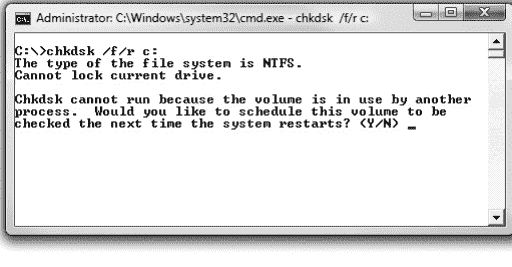 Administrator: C:\Windows\system32\cmd.exe - chkdsk /f/r c:
C:\>chkdsk /f/r c:
The type of the file system is NTFS.
Cannot lock current drive.
Chkdsk cannot run because the volume is in use by another
process.  Would you like to schedule this volume to be
checked the next time the system restarts? (Y/N) _